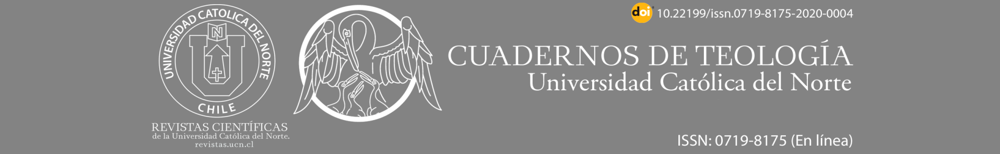 UNIVERSIDAD CATOLICA DEL NORTE
N
CHILE
REVISTAS CIENTÍFICAS
de la Universidad Católica del Norte.
revistas.ucn.cl
doi 10.22199/issn.0719-8175-2020-0004
CUADERNOS DE TEOLOGÍA
Universidad Católica del Norte
ISSN: 0719-8175 (En línea)